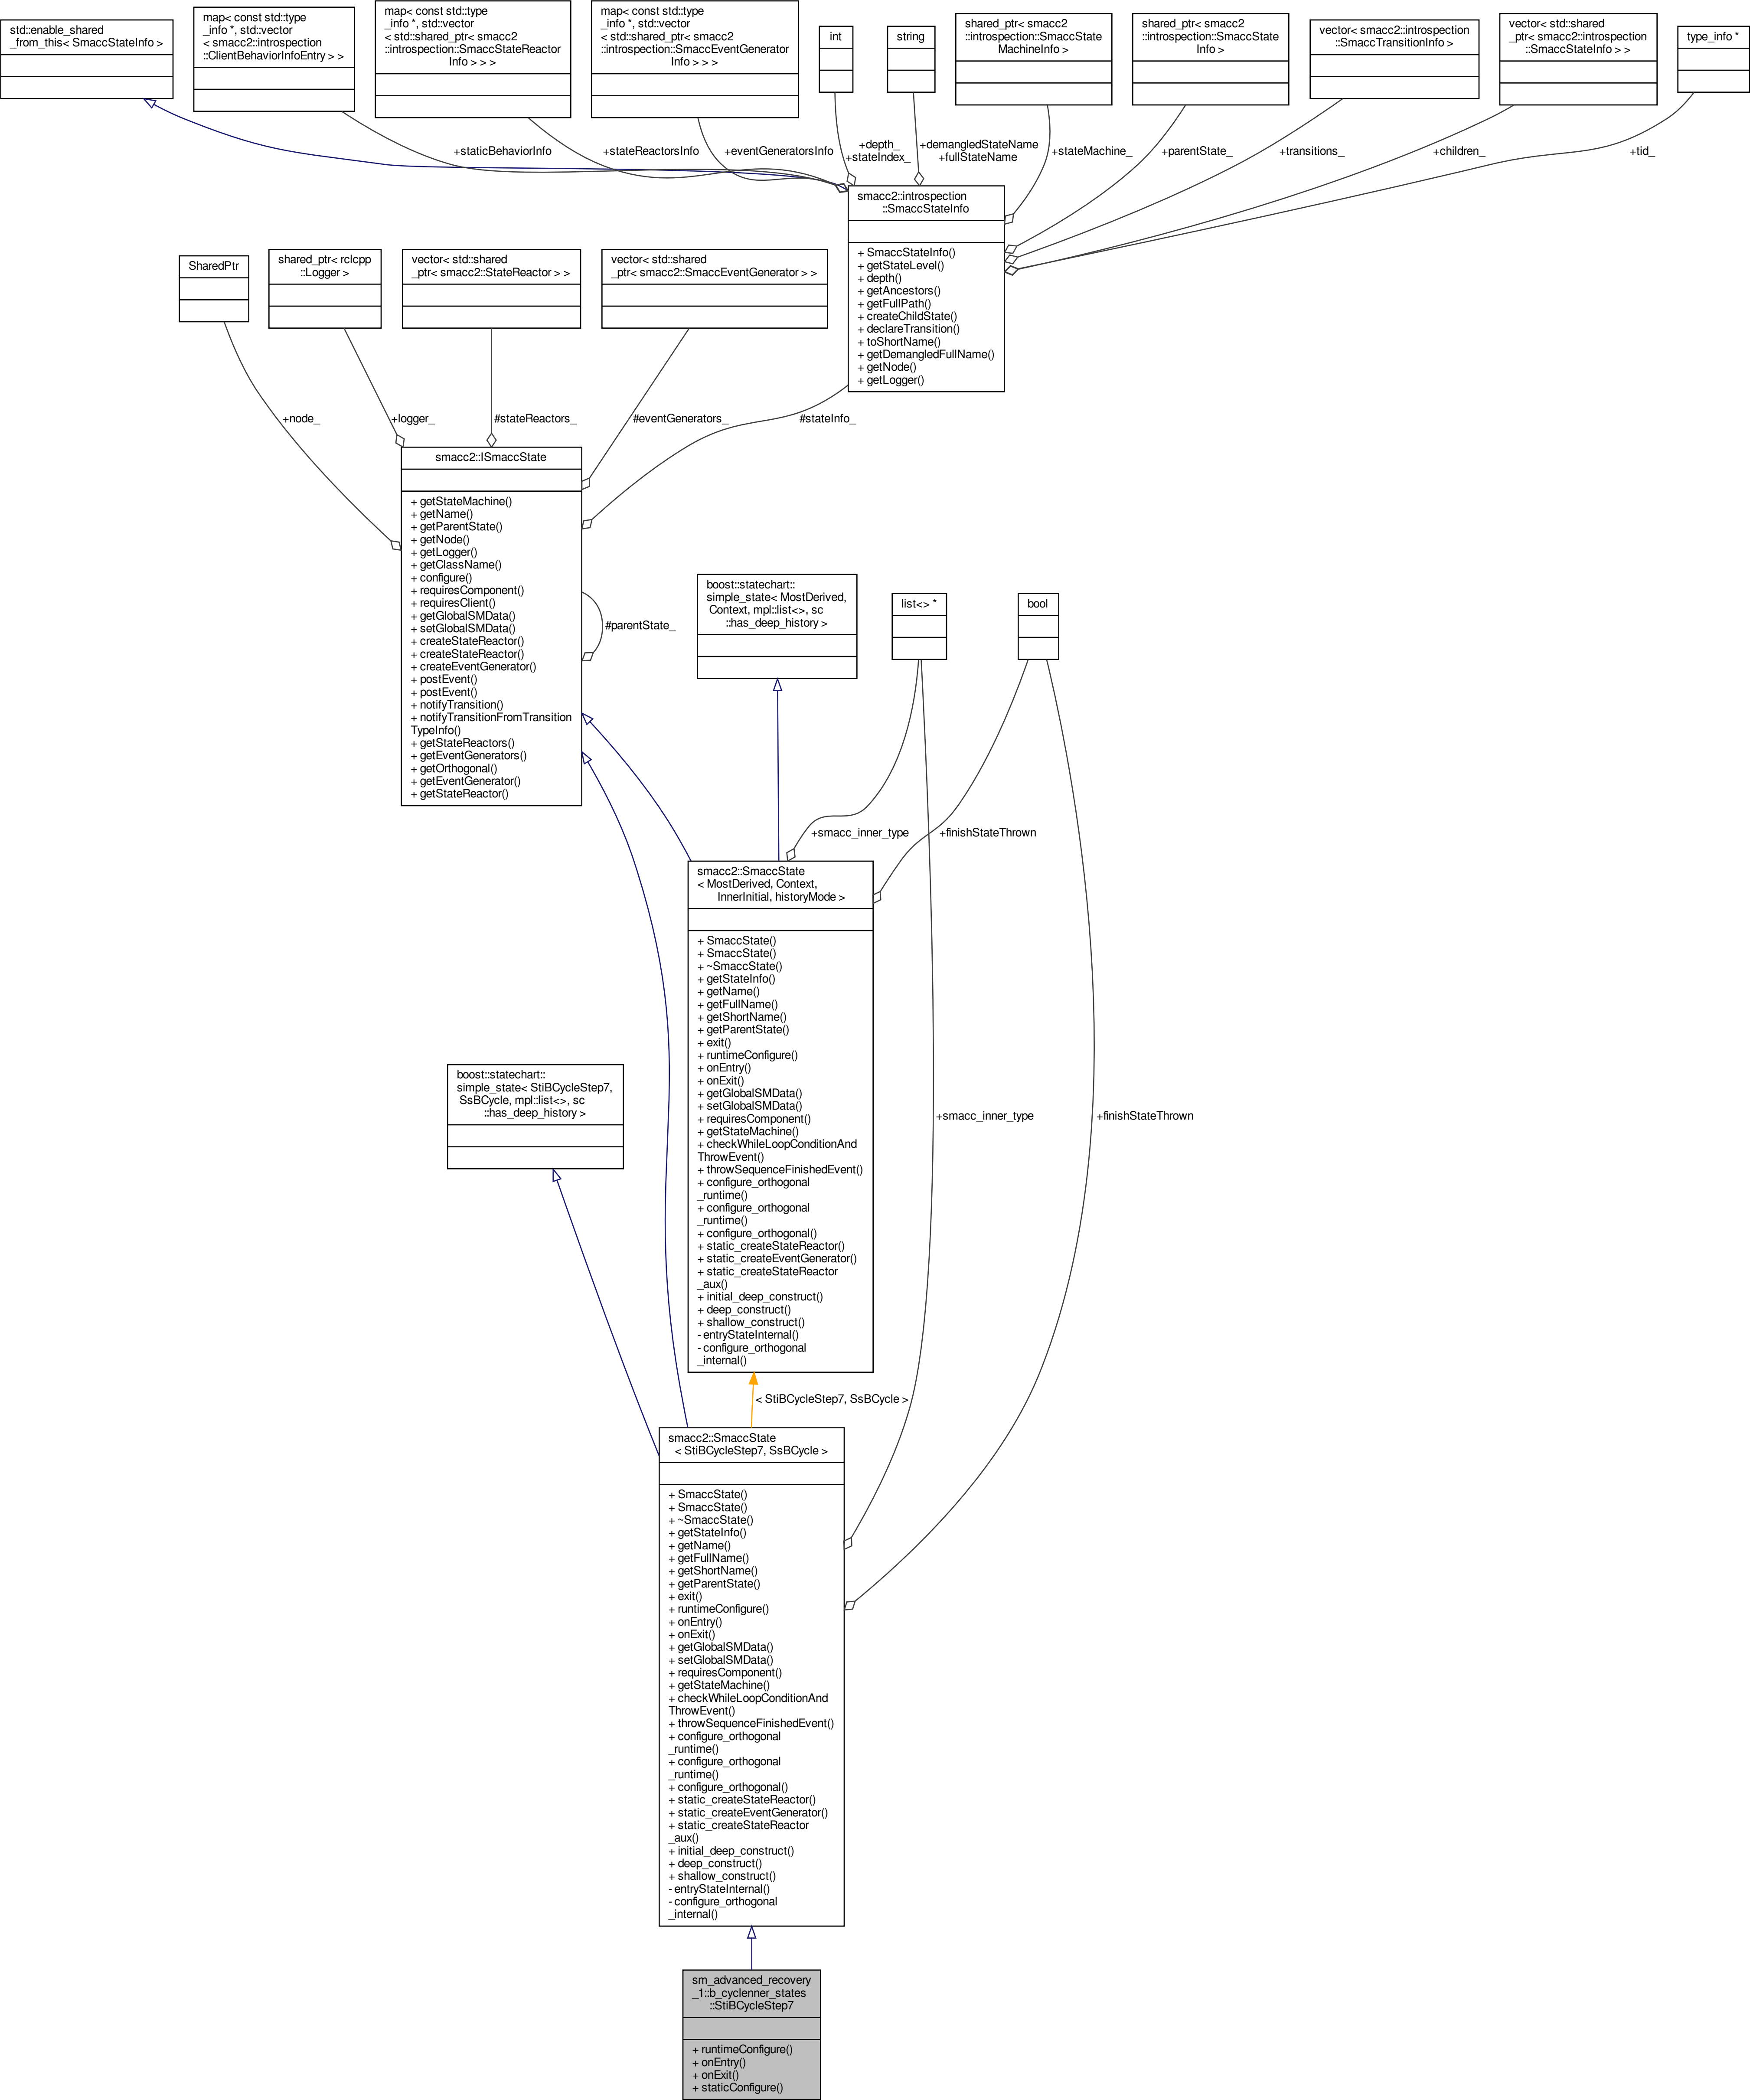 std::enable_shared
_from_this< SmaccStateInfo >
map< const std::type
_info *, std::vector
< smacc2::introspection
::ClientBehaviorInfoEntry > >
map< const std::type
_info *, std::vector
< std::shared_ptr< smacc2
::introspection::SmaccStateReactor
Info > > >
map< const std::type
_info *, std::vector
< std::shared_ptr< smacc2
::introspection::SmaccEventGenerator
Info > > >
int
string
shared_ptr< smacc2
::introspection::SmaccState
MachineInfo >
shared_ptr< smacc2
::introspection::SmaccState
Info >
vector< smacc2::introspection
::SmaccTransitionInfo >
vector< std::shared
_ptr< smacc2::introspection
::SmaccStateInfo > >
type_info *
+staticBehaviorInfo
+stateReactorsInfo
+eventGeneratorsInfo
+depth_
+stateIndex_
+demangledStateName
+fullStateName
+stateMachine_
+parentState_
+transitions_
+children_
+tid_
smacc2::introspection
::SmaccStateInfo
+ SmaccStateInfo()
+ getStateLevel()
+ depth()
+ getAncestors()
+ getFullPath()
+ createChildState()
+ declareTransition()
+ toShortName()
+ getDemangledFullName()
+ getNode()
+ getLogger()
SharedPtr
shared_ptr< rclcpp
::Logger >
vector< std::shared
_ptr< smacc2::StateReactor > >
vector< std::shared
_ptr< smacc2::SmaccEventGenerator > >
+node_
+logger_
#stateReactors_
#eventGenerators_
#stateInfo_
smacc2::ISmaccState
+ getStateMachine()
+ getName()
+ getParentState()
+ getNode()
+ getLogger()
+ getClassName()
+ configure()
+ requiresComponent()
+ requiresClient()
+ getGlobalSMData()
+ setGlobalSMData()
+ createStateReactor()
+ createStateReactor()
+ createEventGenerator()
+ postEvent()
+ postEvent()
+ notifyTransition()
+ notifyTransitionFromTransition
TypeInfo()
+ getStateReactors()
+ getEventGenerators()
+ getOrthogonal()
+ getEventGenerator()
+ getStateReactor()
#parentState_
boost::statechart::
simple_state< MostDerived,
Context, mpl::list<>, sc
::has_deep_history >
list<> *
bool
+smacc_inner_type
+finishStateThrown
smacc2::SmaccState
< MostDerived, Context,
InnerInitial, historyMode >
+ SmaccState()
+ SmaccState()
+ ~SmaccState()
+ getStateInfo()
+ getName()
+ getFullName()
+ getShortName()
+ getParentState()
+ exit()
+ runtimeConfigure()
+ onEntry()
+ onExit()
+ getGlobalSMData()
+ setGlobalSMData()
+ requiresComponent()
+ getStateMachine()
+ checkWhileLoopConditionAnd
ThrowEvent()
+ throwSequenceFinishedEvent()
+ configure_orthogonal
_runtime()
+ configure_orthogonal
_runtime()
+ configure_orthogonal()
+ static_createStateReactor()
+ static_createEventGenerator()
+ static_createStateReactor
_aux()
+ initial_deep_construct()
+ deep_construct()
+ shallow_construct()
- entryStateInternal()
- configure_orthogonal
_internal()
boost::statechart::
simple_state< StiBCycleStep7,
SsBCycle, mpl::list<>, sc
::has_deep_history >
+smacc_inner_type
+finishStateThrown
< StiBCycleStep7, SsBCycle >
smacc2::SmaccState
< StiBCycleStep7, SsBCycle >
+ SmaccState()
+ SmaccState()
+ ~SmaccState()
+ getStateInfo()
+ getName()
+ getFullName()
+ getShortName()
+ getParentState()
+ exit()
+ runtimeConfigure()
+ onEntry()
+ onExit()
+ getGlobalSMData()
+ setGlobalSMData()
+ requiresComponent()
+ getStateMachine()
+ checkWhileLoopConditionAnd
ThrowEvent()
+ throwSequenceFinishedEvent()
+ configure_orthogonal
_runtime()
+ configure_orthogonal
_runtime()
+ configure_orthogonal()
+ static_createStateReactor()
+ static_createEventGenerator()
+ static_createStateReactor
_aux()
+ initial_deep_construct()
+ deep_construct()
+ shallow_construct()
- entryStateInternal()
- configure_orthogonal
_internal()
sm_advanced_recovery
_1::b_cyclenner_states
::StiBCycleStep7
+ runtimeConfigure()
+ onEntry()
+ onExit()
+ staticConfigure()